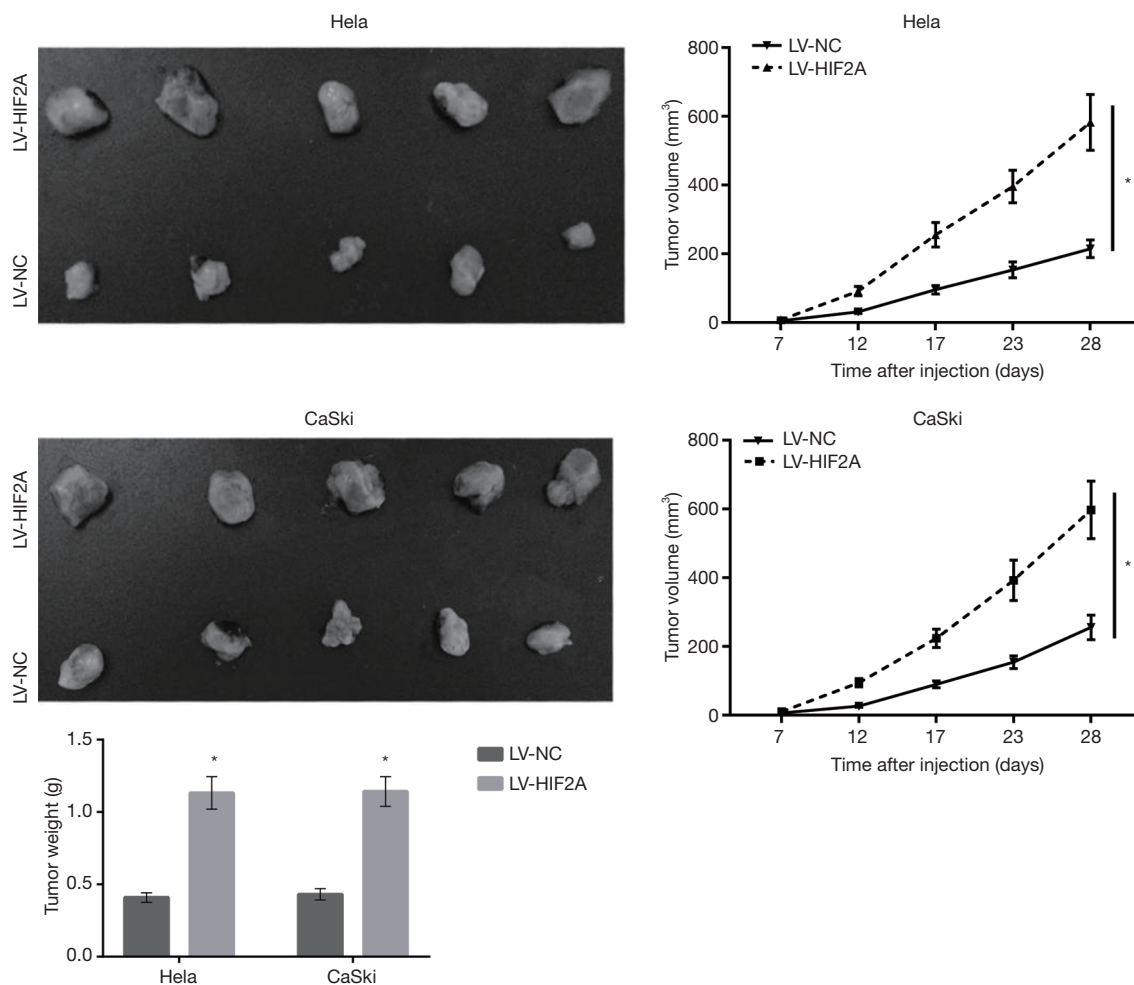 Hela
LV-HIF2A
LV-NC
Hela
LV-NC
LV-HIF2A
Tumor volume (mm³)
800
600
400
200
0
*
7 12 17 23 28
Time after injection (days)
CaSki
LV-HIF2A
LV-NC
CaSki
LV-NC
LV-HIF2A
Tumor volume (mm³)
800
600
400
200
0
*
7 12 17 23 28
Time after injection (days)
Tumor weight (g)
1.5
1.0
0.5
0.0
* *
LV-NC
LV-HIF2A
Hela CaSki